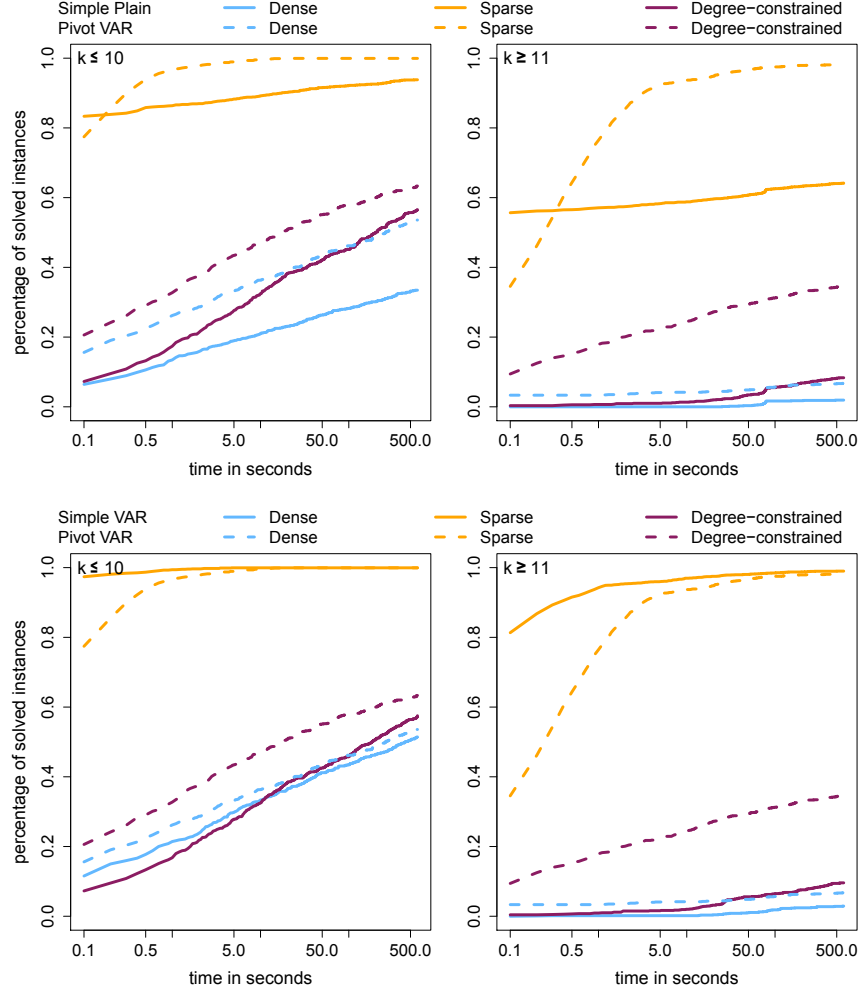 Simple Plain Dense Sparse Degree-constrained
Pivot VAR Dense Sparse Degree-constrained
k ≤ 10
percentage of solved instances
0.0 0.2 0.4 0.6 0.8 1.0
0.1 0.5 5.0 50.0 500.0
time in seconds
k ≥ 11
0.0 0.2 0.4 0.6 0.8 1.0
0.1 0.5 5.0 50.0 500.0
time in seconds
Simple VAR Dense Sparse Degree-constrained
Pivot VAR Dense Sparse Degree-constrained
k ≤ 10
percentage of solved instances
0.0 0.2 0.4 0.6 0.8 1.0
0.1 0.5 5.0 50.0 500.0
time in seconds
k ≥ 11
0.0 0.2 0.4 0.6 0.8 1.0
0.1 0.5 5.0 50.0 500.0
time in seconds